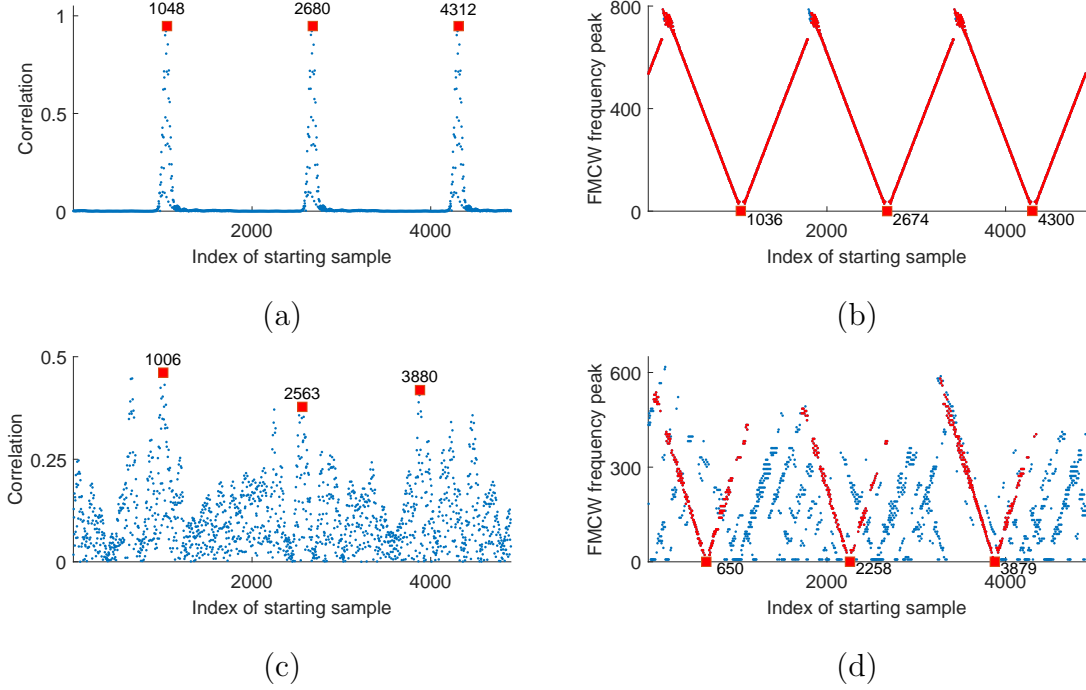 1048 2680 4312
1
0.5
0
Correlation
2000 4000
Index of starting sample
(a)
800
400
0
FMCW frequency peak
1036 2674 4300
2000 4000
Index of starting sample
(b)
0.5
0.25
0
Correlation
1006 2563 3880
2000 4000
Index of starting sample
(c)
600
300
0
FMCW frequency peak
650 2258 3879
2000 4000
Index of starting sample
(d)